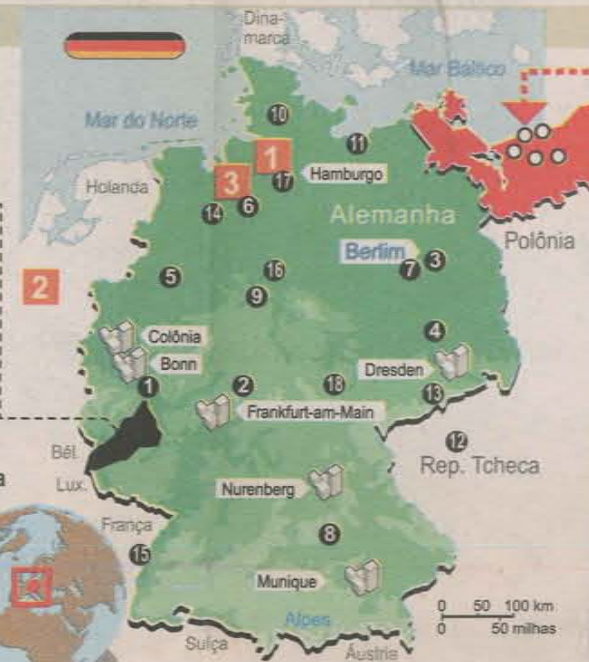 Dina-
marca
Mar Báltico
Mar do Norte
10
11
1
Hamburgo
17
3
Holanda
14
6
Alemanha
Polônia
Berlim
7
3
5
16
9
2
4
Colônia
Bonn
Dresden
1
2
18
13
Frankfurt-am-Main
12
Rep. Tcheca
Bél.
Lux.
a
Nurenberg
França
15
8
Munique
0 50 100 km
0 50 milhas
Alpes
Suíça
Áustria